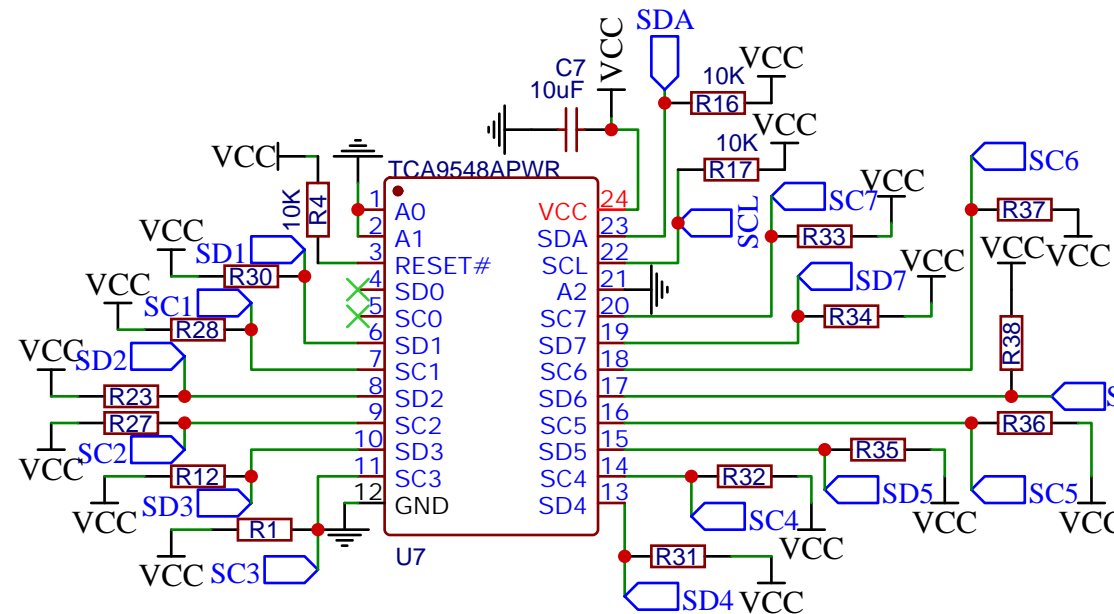 SDA
VCC
C7
10uF
VCC
10K
R16
VCC
10K
R17
SCL
VCC
TCA9548APWR
10K
R4
U7
1 A0
2 A1
3 RESET#
4 SD0
5 SC0
6 SD1
7 SC1
8 SD2
9 SC2
10 SD3
11 SC3
12 GND
VCC 24
SDA 23
SCL 22
A2 21
SC7 20
SD7 19
SC6 18
SD6 17
SC5 16
SD5 15
SC4 14
SD4 13
VCC
SD1
R30
VCC
SC1
R28
VCC
SD2
R23
R27
VCC
SC2
R12
VCC
SD3
R1
VCC
SC3
SC7
VCC
R33
SC6
R37
VCC
SD7
VCC
R34
VCC
R38
S
R36
VC
SC5
R35
VCC
SD5
R32
VCC
SC4
R31
VCC
SD4